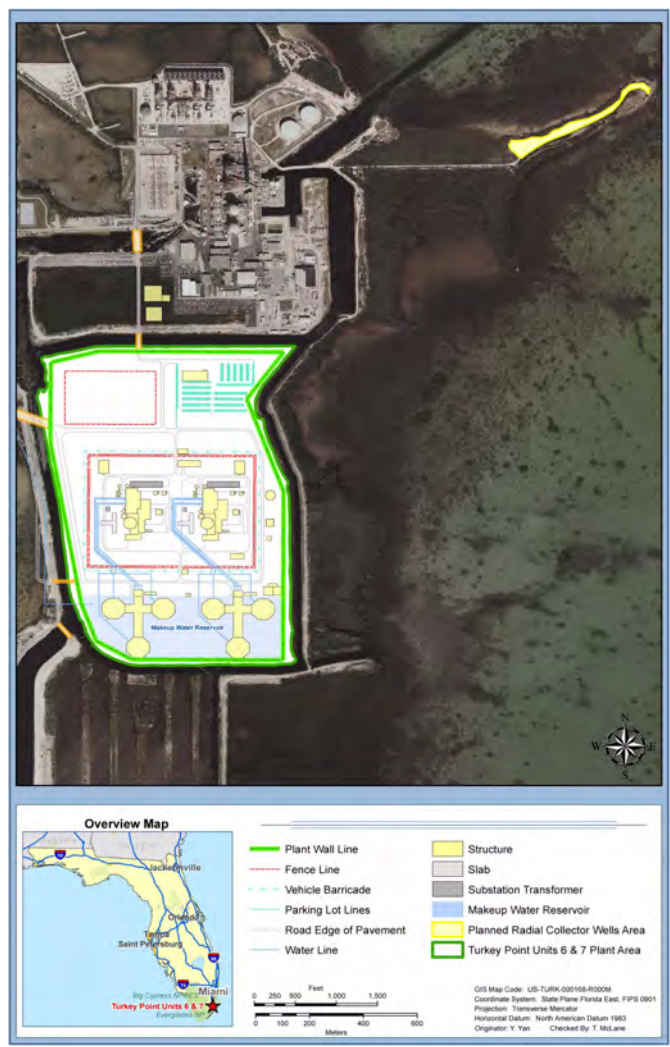 Makeup Water Reservoir
N
W E
S
Overview Map
Jacksonville
Orlando
Tampa
Saint Petersburg
Miami
Big Cypress NPRES
Turkey Point Units 6 & 7
Everglades NP
Plant Wall Line
Fence Line
Vehicle Barricade
Parking Lot Lines
Road Edge of Pavement
Water Line
Structure
Slab
Substation Transformer
Makeup Water Reservoir
Planned Radial Collector Wells Area
Turkey Point Units 6 & 7 Plant Area
Feet
0 250 500 1,000 1,500 2,000
0 100 200 400 600
Meters
GIS Map Code: US-TURK-000168-R000M
Coordinate System: State Plane Florida East, FIPS 0901
Projection: Transverse Mercator
Horizontal Datum: North American Datum 1983
Originator: Y. Yan Checked By: T. McLane